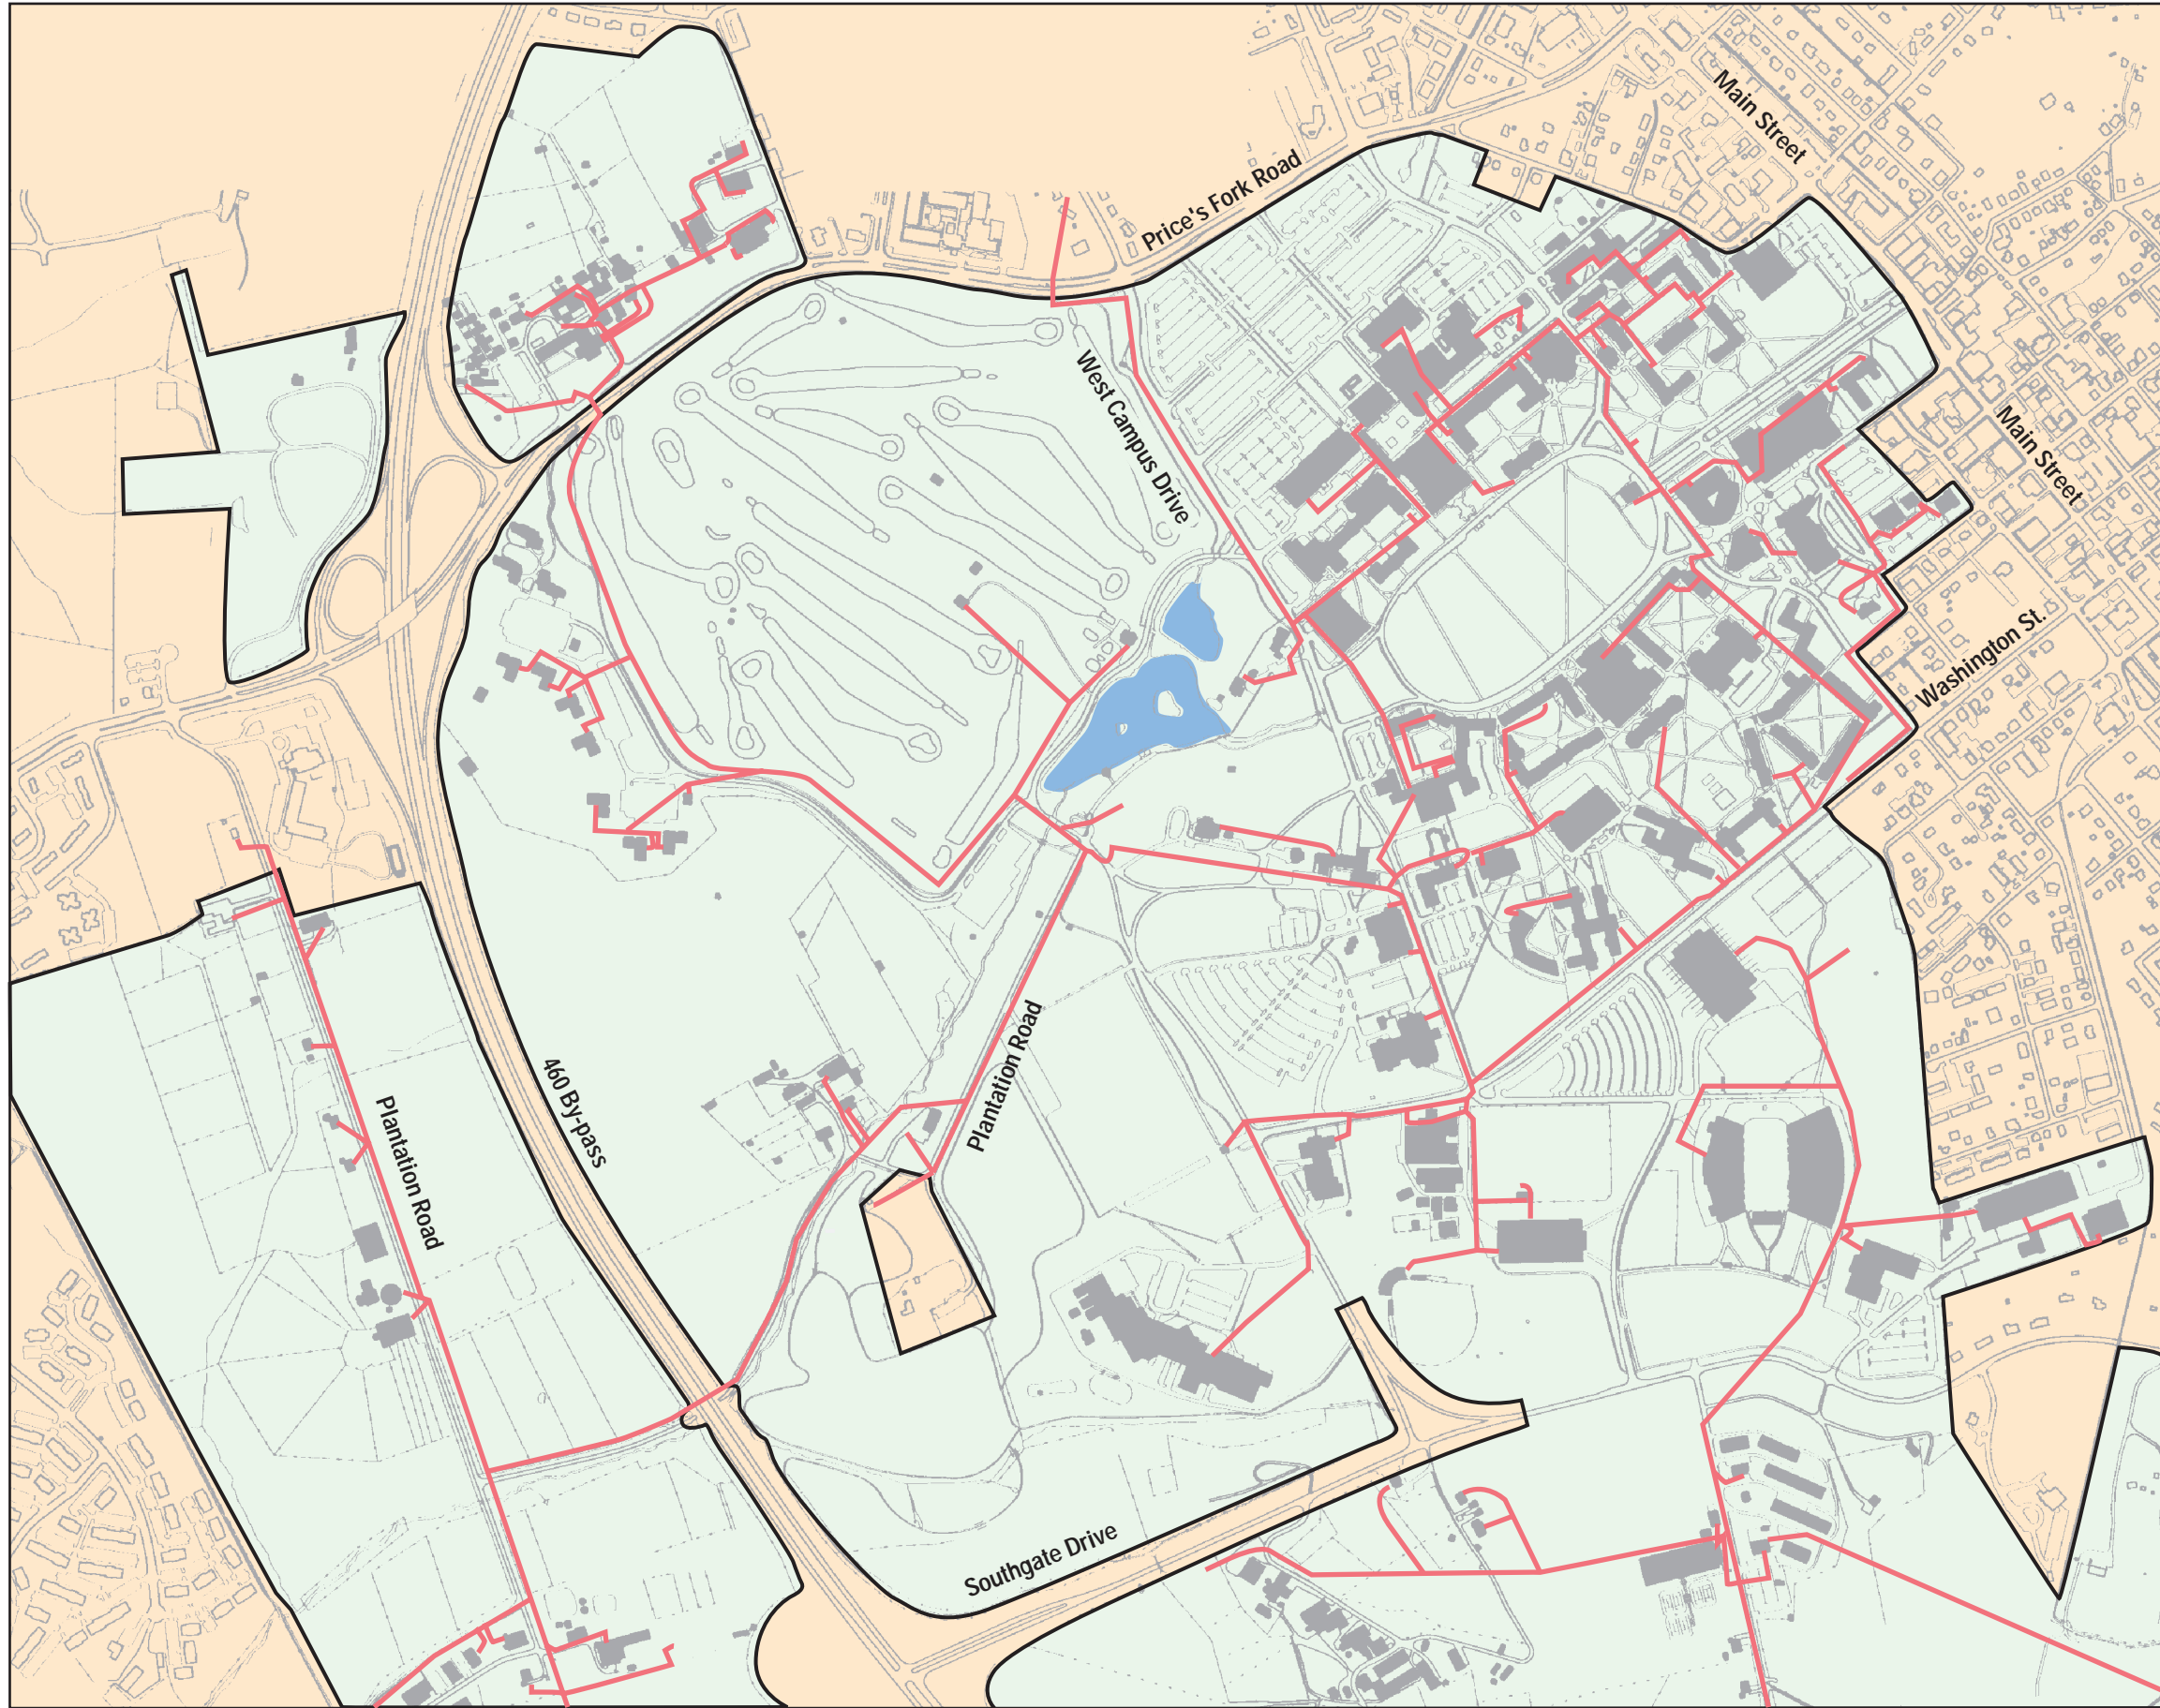 Main Street
Price's Fork Road
West Campus Drive
Main Street
Washington St.
Plantation Road
460 By-pass
Plantation Road
Southgate Drive